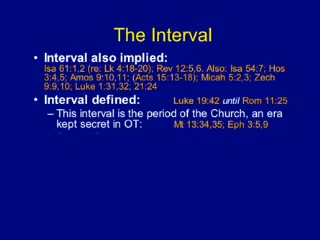 The Interval
• Interval also implied:
Isa 61:1,2 (re: Lk 4:18-20); Rev 12:5,6. Also: Isa 54:7; Hos
3:4,5; Amos 9:10,11; (Acts 15:13-18); Micah 5:2,3; Zech
9:9,10; Luke 1:31,32; 21:24
• Interval defined: Luke 19:42 until Rom 11:25
– This interval is the period of the Church, an era
kept secret in OT: Mt 13:34,35; Eph 3:5,9